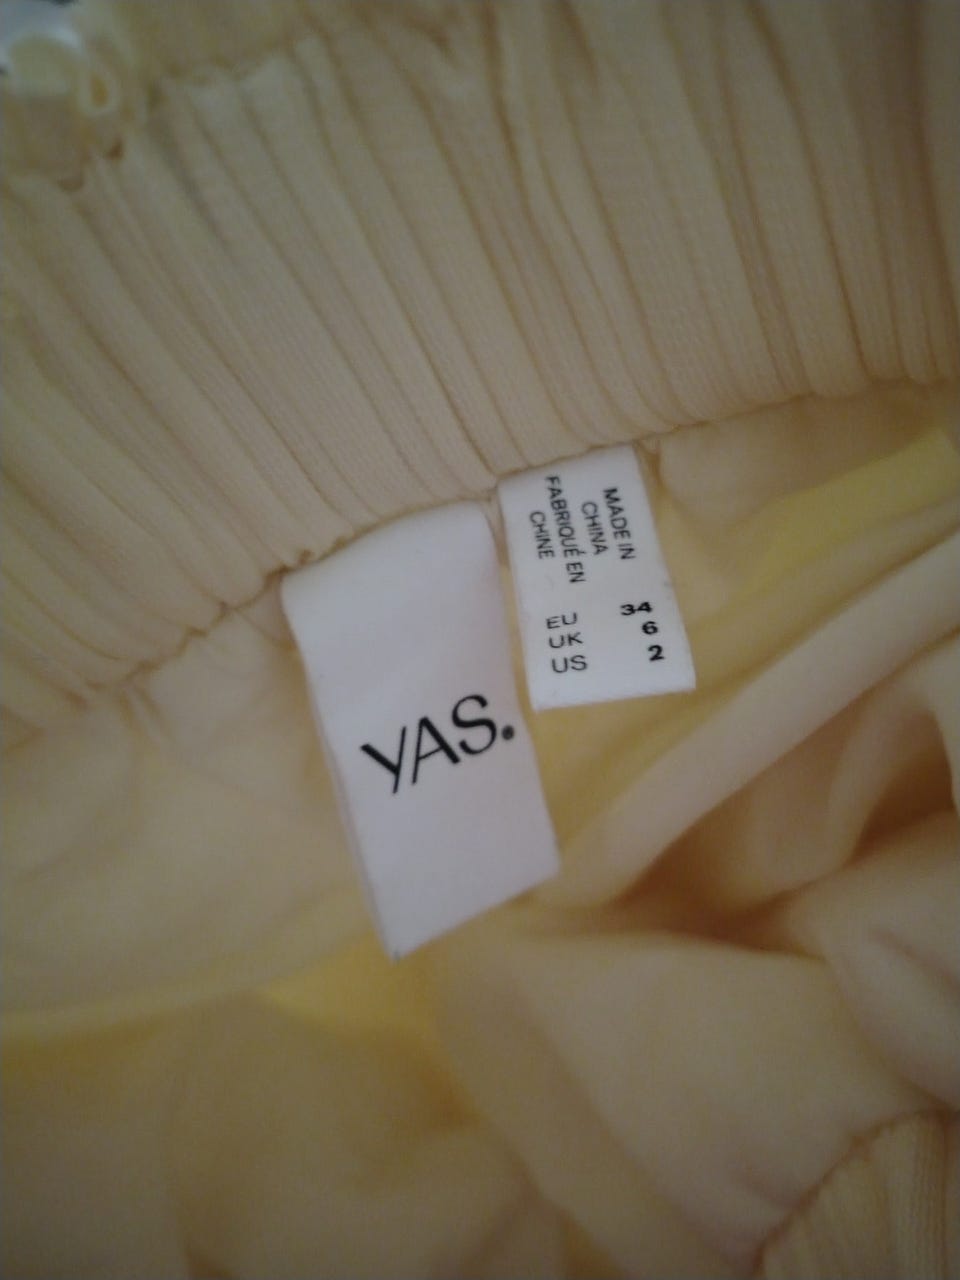 YAS.
MADE IN
CHINA
FABRIQUÉ EN
CHINE
EU 34
UK 6
US 2